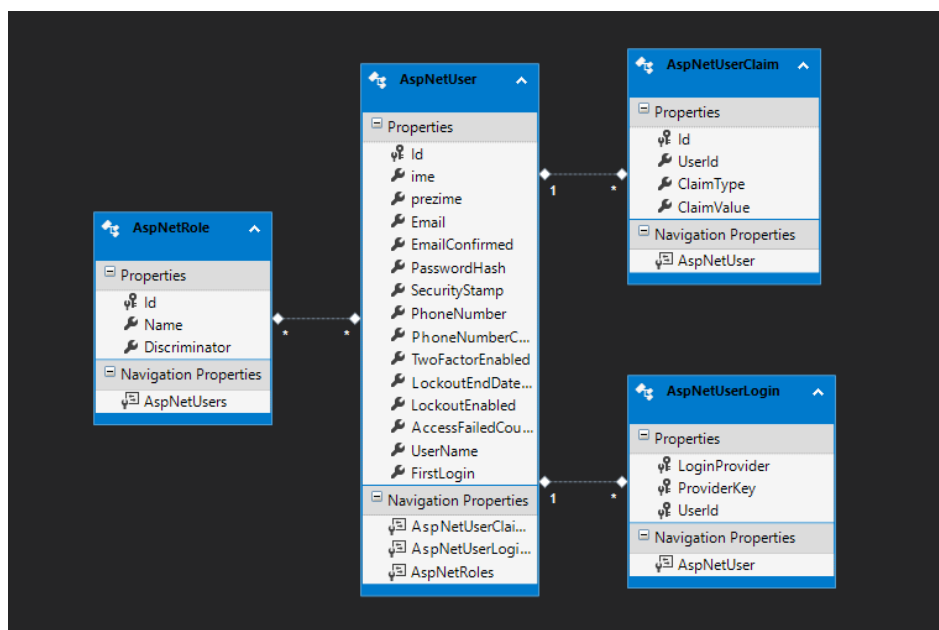 AspNetRole
Properties
Id
Name
Discriminator
Navigation Properties
AspNetUsers
*
*
AspNetUser
Properties
Id
ime
prezime
Email
EmailConfirmed
PasswordHash
SecurityStamp
PhoneNumber
PhoneNumberC...
TwoFactorEnabled
LockoutEndDate...
LockoutEnabled
AccessFailedCou...
UserName
FirstLogin
Navigation Properties
AspNetUserClai...
AspNetUserLogi...
AspNetRoles
1
*
AspNetUserClaim
Properties
Id
UserId
ClaimType
ClaimValue
Navigation Properties
AspNetUser
1
*
AspNetUserLogin
Properties
LoginProvider
ProviderKey
UserId
Navigation Properties
AspNetUser